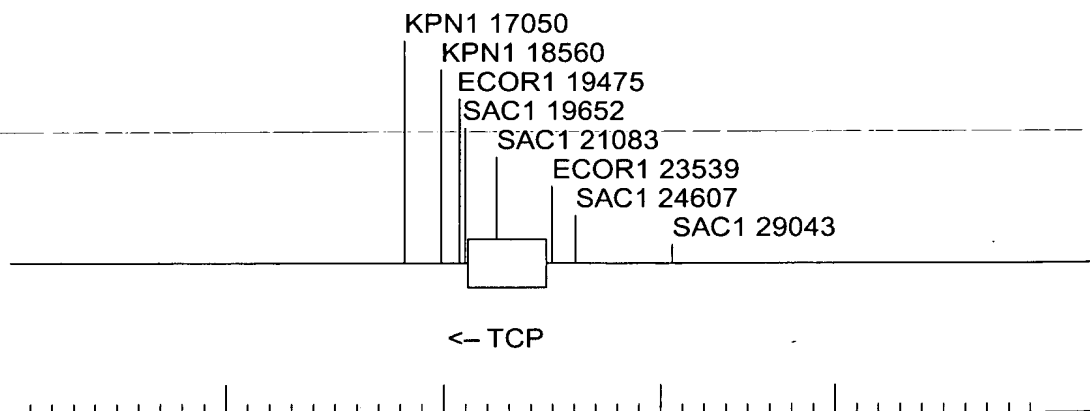 KPN1 17050
KPN1 18560
ECOR1 19475
SAC1 19652
SAC1 21083
ECOR1 23539
SAC1 24607
SAC1 29043
<– TCP